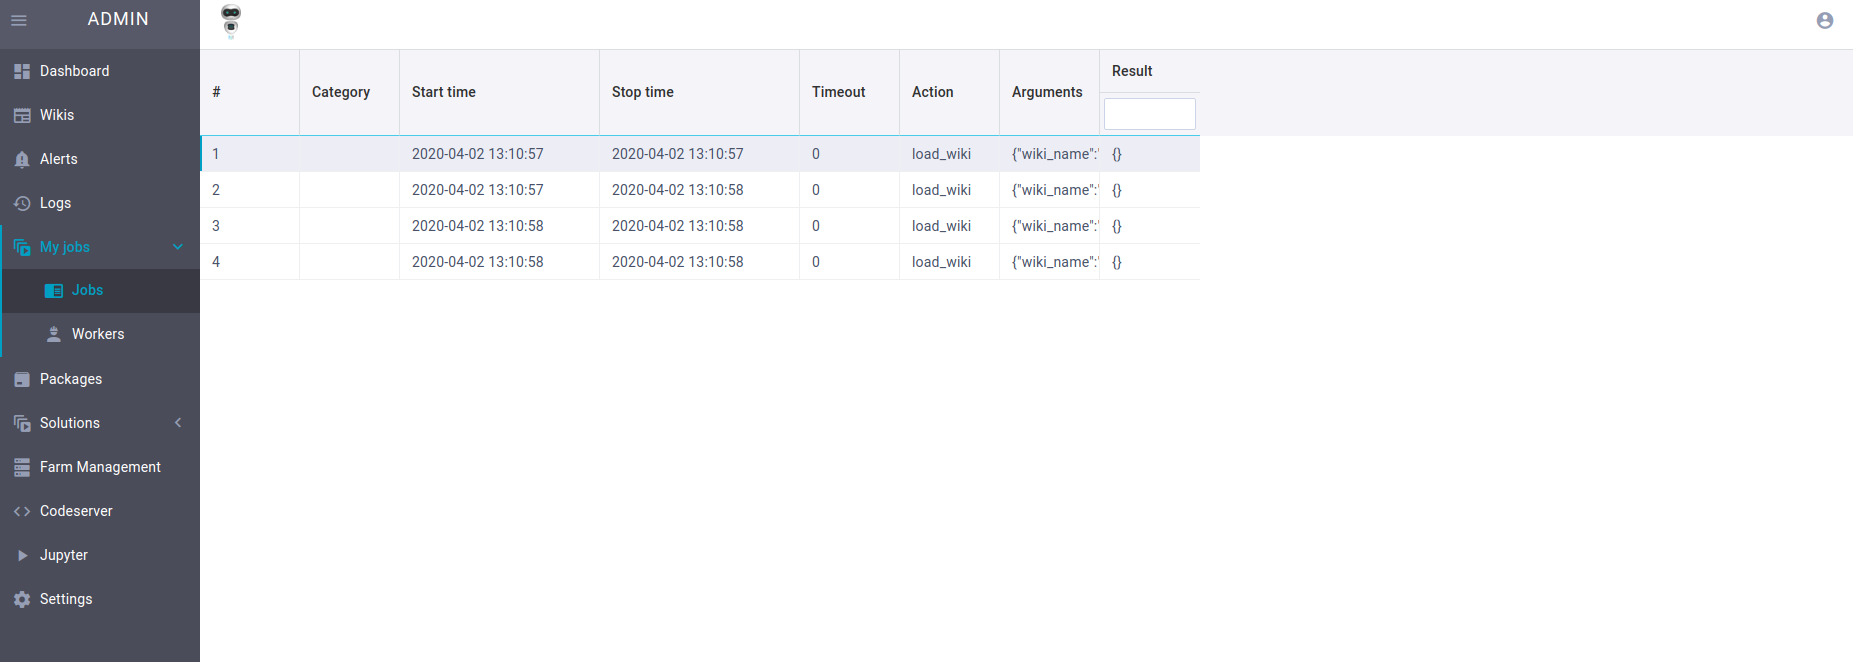 ADMIN
Dashboard
Wikis
Alerts
Logs
My jobs
Jobs
Workers
Packages
Solutions
Farm Management
Codeserver
Jupyter
Settings
# Category Start time Stop time Timeout Action Arguments Result
1 2020-04-02 13:10:57 2020-04-02 13:10:57 0 load_wiki {"wiki_name":' {}
2 2020-04-02 13:10:57 2020-04-02 13:10:58 0 load_wiki {"wiki_name":' {}
3 2020-04-02 13:10:58 2020-04-02 13:10:58 0 load_wiki {"wiki_name":' {}
4 2020-04-02 13:10:58 2020-04-02 13:10:58 0 load_wiki {"wiki_name":' {}